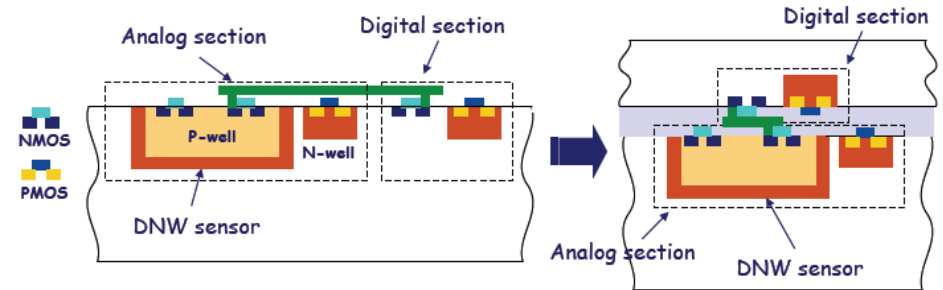 Analog section
Digital section
NMOS
PMOS
P-well
N-well
DNW sensor
Digital section
Analog section
DNW sensor